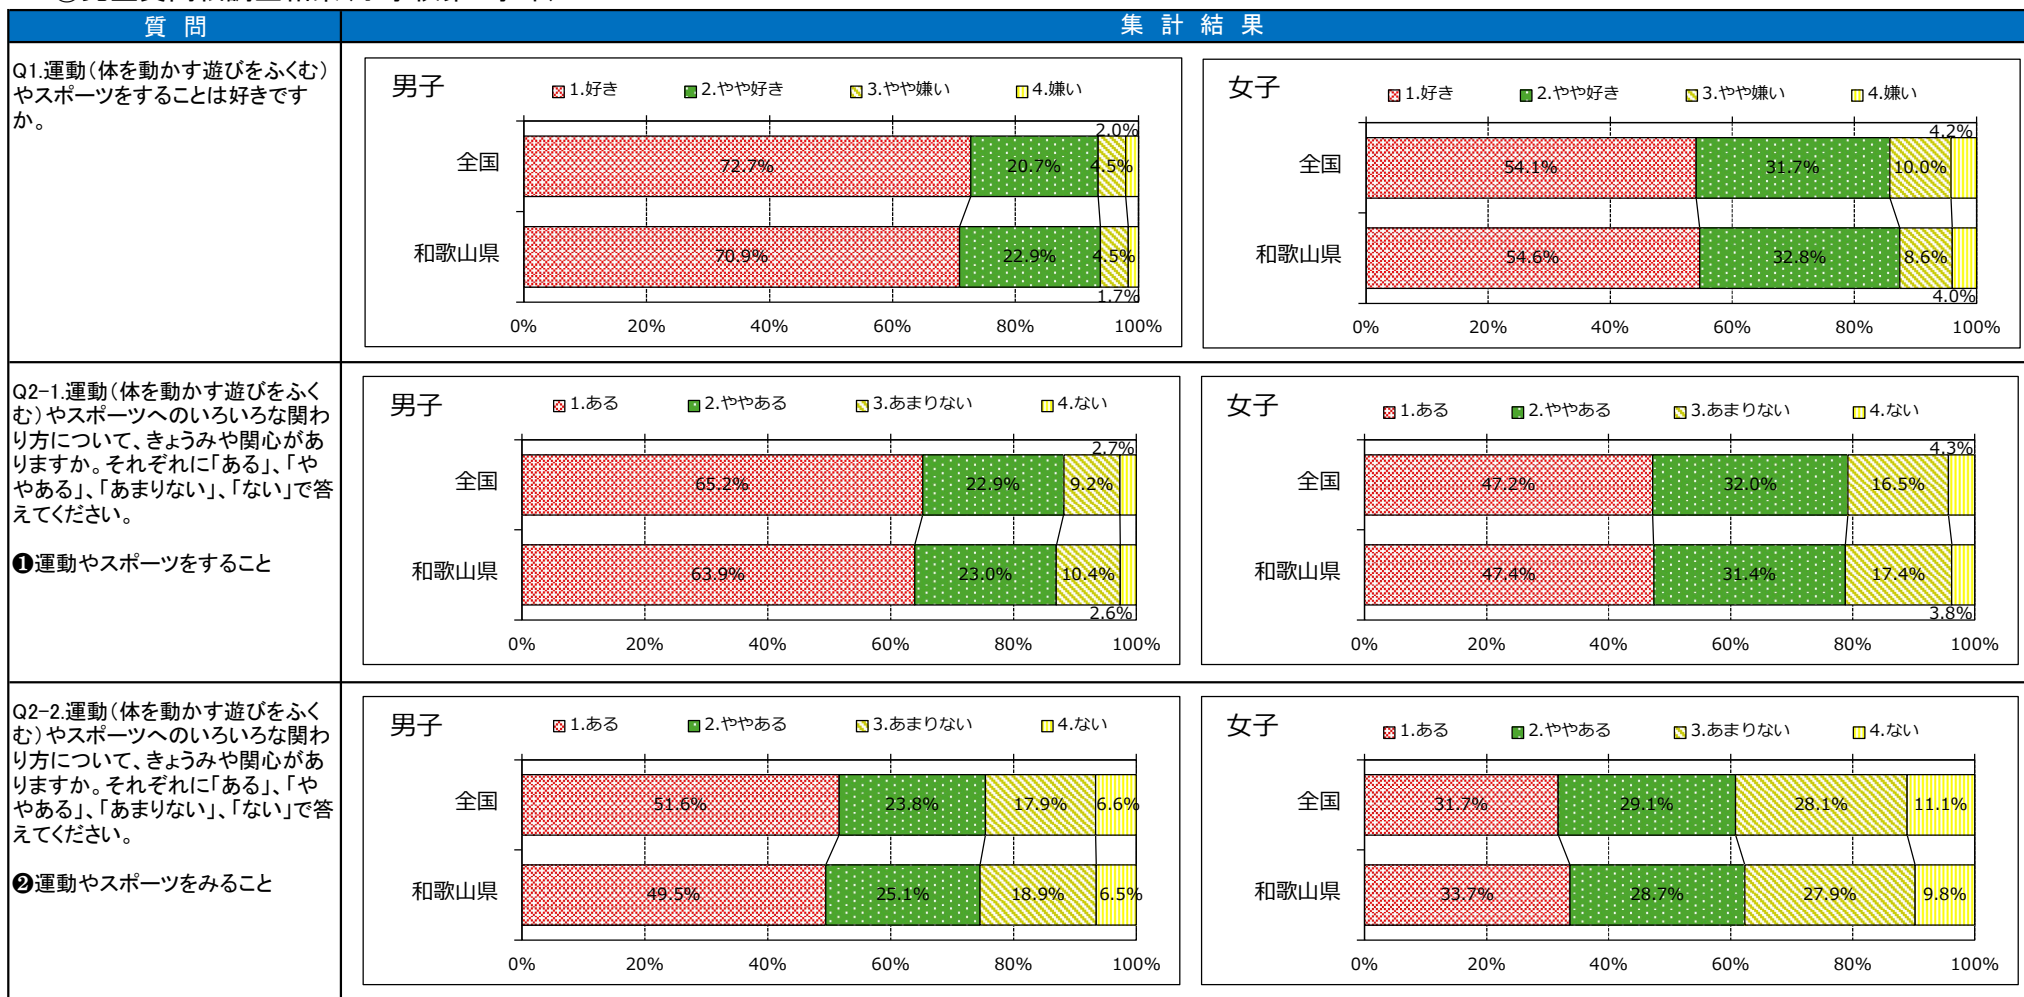 質 問
集 計 結 果
Q1.運動(体を動かす遊びをふくむ)
やスポーツをすることは好きです
か。
男子
1.好き 2.やや好き 3.やや嫌い 4.嫌い
2.0%
全国 72.7% 20.7% 4.5%
和歌山県 70.9% 22.9% 4.5%
1.7%
0% 20% 40% 60% 80% 100%
女子
1.好き 2.やや好き 3.やや嫌い 4.嫌い
4.2%
全国 54.1% 31.7% 10.0%
和歌山県 54.6% 32.8% 8.6%
4.0%
0% 20% 40% 60% 80% 100%
Q2-1.運動(体を動かす遊びをふく
む)やスポーツへのいろいろな関わ
り方について、きょうみや関心があ
りますか。それぞれに「ある」、「や
やある」、「あまりない」、「ない」で答
えてください。
❶運動やスポーツをすること
男子
1.ある 2.ややある 3.あまりない 4.ない
2.7%
全国 65.2% 22.9% 9.2%
和歌山県 63.9% 23.0% 10.4%
2.6%
0% 20% 40% 60% 80% 100%
女子
1.ある 2.ややある 3.あまりない 4.ない
4.3%
全国 47.2% 32.0% 16.5%
和歌山県 47.4% 31.4% 17.4%
3.8%
0% 20% 40% 60% 80% 100%
Q2-2.運動(体を動かす遊びをふく
む)やスポーツへのいろいろな関わ
り方について、きょうみや関心があ
りますか。それぞれに「ある」、「や
やある」、「あまりない」、「ない」で答
えてください。
❷運動やスポーツをみること
男子
1.ある 2.ややある 3.あまりない 4.ない
全国 51.6% 23.8% 17.9% 6.6%
和歌山県 49.5% 25.1% 18.9% 6.5%
0% 20% 40% 60% 80% 100%
女子
1.ある 2.ややある 3.あまりない 4.ない
全国 31.7% 29.1% 28.1% 11.1%
和歌山県 33.7% 28.7% 27.9% 9.8%
0% 20% 40% 60% 80% 100%